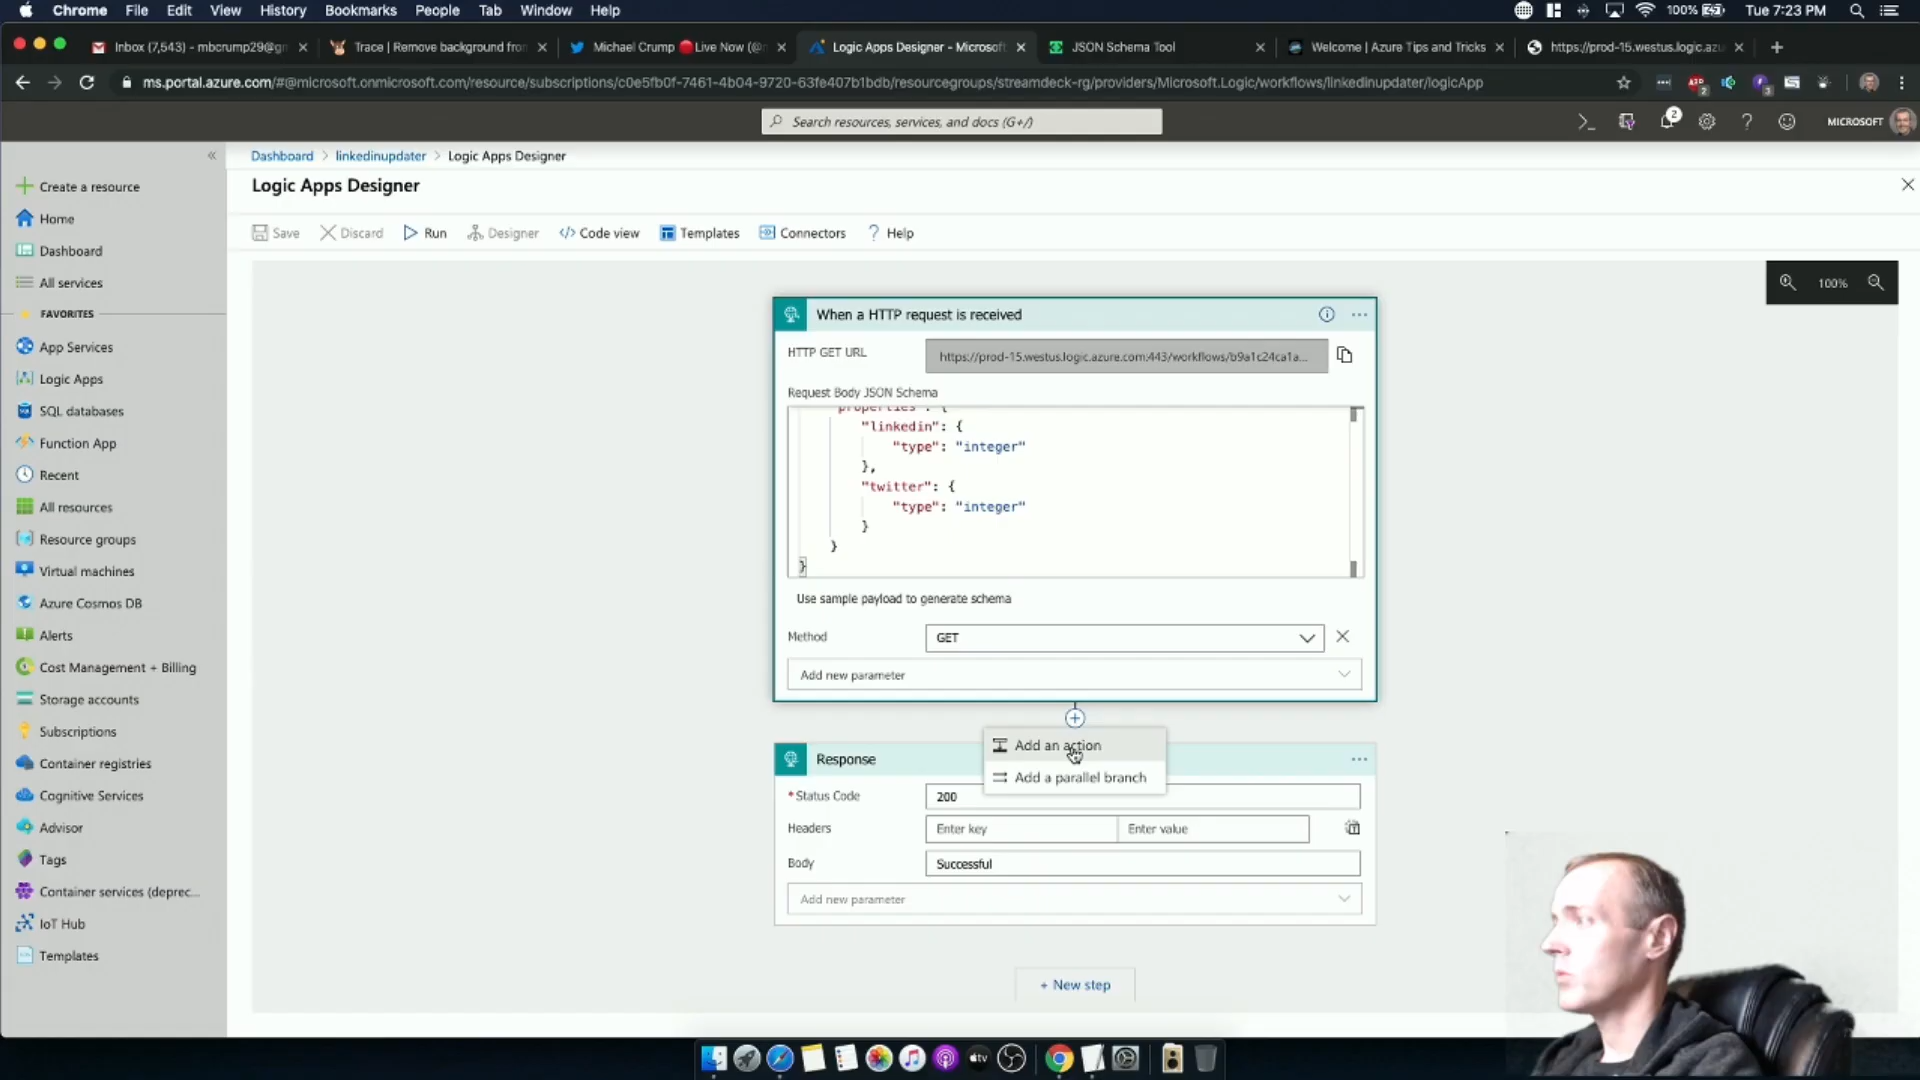 Chrome File Edit View History Bookmarks People Tab Window Help 100% Tue 7:23 PM
Inbox (7,543) - mbcrump29@gn
Trace | Remove background from
Michael Crump 🔴Live Now (@n
Logic Apps Designer - Microsoft
JSON Schema Tool
Welcome | Azure Tips and Tricks
https://prod-15.westus.logic.azu
ms.portal.azure.com/#@microsoft.onmicrosoft.com/resource/subscriptions/c0e5fb0f-7461-4b04-9720-63fe407b1bdb/resourcegroups/streamdeck-rg/providers/Microsoft.Logic/workflows/linkedinupdater/logicApp
Search resources, services, and docs (G+/)
2
MICROSOFT
Dashboard > linkedinupdater > Logic Apps Designer
Logic Apps Designer
Save Discard Run Designer Code view Templates Connectors Help
Create a resource
Home
Dashboard
All services
FAVORITES
App Services
Logic Apps
SQL databases
Function App
Recent
All resources
Resource groups
Virtual machines
Azure Cosmos DB
Alerts
Cost Management + Billing
Storage accounts
Subscriptions
Container registries
Cognitive Services
Advisor
Tags
Container services (deprec...
IoT Hub
Templates
100%
When a HTTP request is received
HTTP GET URL
https://prod-15.westus.logic.azure.com:443/workflows/b9a1c24ca1a...
Request Body JSON Schema
properties": {
"linkedin": {
"type": "integer"
},
"twitter": {
"type": "integer"
}
}
}
Use sample payload to generate schema
Method
GET
Add new parameter
Add an action
Add a parallel branch
Response
*Status Code
200
Headers
Enter key
Enter value
Body
Successful
Add new parameter
+ New step
tv